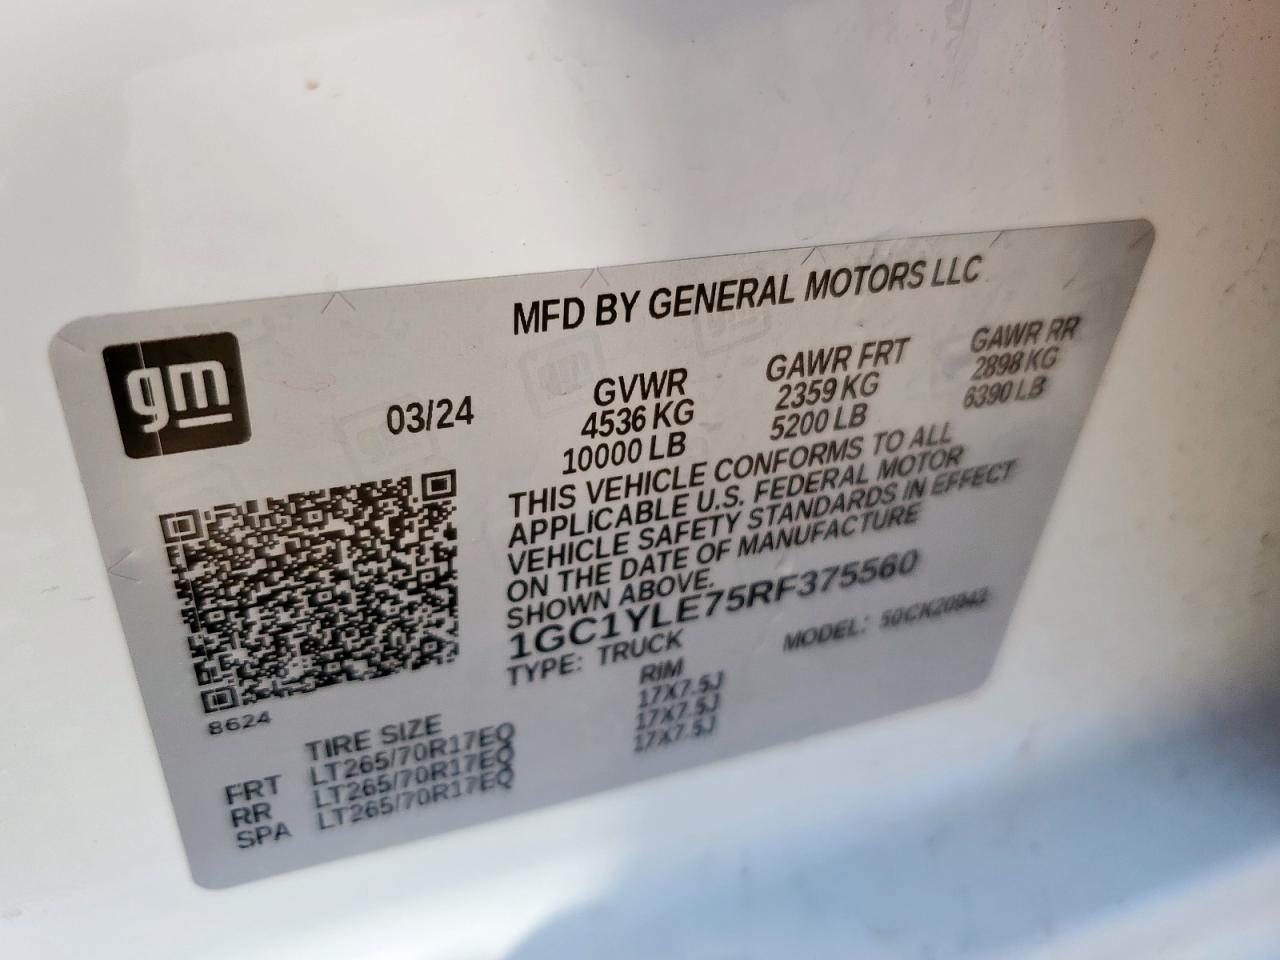 gm
MFD BY GENERAL MOTORS LLC
03/24
GVWR GAWR FRT GAWR RR
4536 KG 2359 KG 2898 KG
10000 LB 5200 LB 6390 LB
THIS VEHICLE CONFORMS TO ALL
APPLICABLE U.S. FEDERAL MOTOR
VEHICLE SAFETY STANDARDS IN EFFECT
ON THE DATE OF MANUFACTURE
SHOWN ABOVE.
1GC1YLE75RF375560
TYPE: TRUCK MODEL:
8624
TIRE SIZE RIM
FRT LT265/70R17EQ 17X7.5J
RR LT265/70R17EQ 17X7.5J
SPA LT265/70R17EQ 17X7.5J